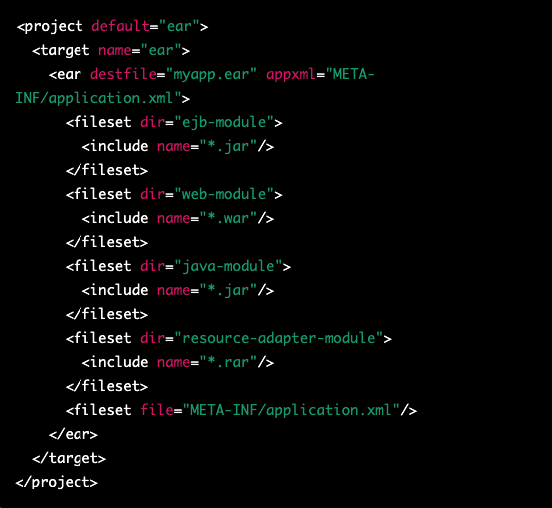 <project default="ear">
  <target name="ear">
    <ear destfile="myapp.ear" appxml="META-
INF/application.xml">
      <fileset dir="ejb-module">
        <include name="*.jar"/>
      </fileset>
      <fileset dir="web-module">
        <include name="*.war"/>
      </fileset>
      <fileset dir="java-module">
        <include name="*.jar"/>
      </fileset>
      <fileset dir="resource-adapter-module">
        <include name="*.rar"/>
      </fileset>
      <fileset file="META-INF/application.xml"/>
    </ear>
  </target>
</project>